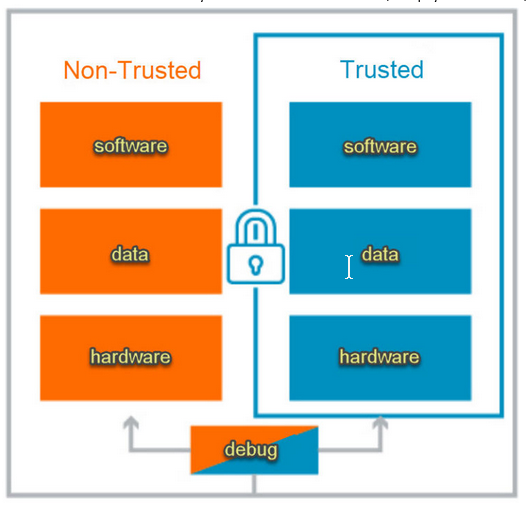 Non-Trusted
Trusted
software
software
data
data
hardware
hardware
debug